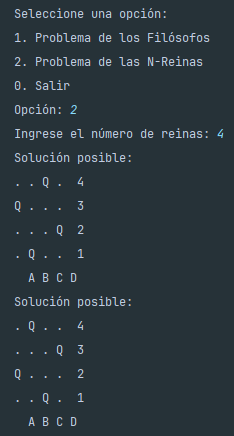 Seleccione una opción:
1. Problema de los Filósofos
2. Problema de las N-Reinas
0. Salir
Opción: 2
Ingrese el número de reinas: 4
Solución posible:
. . Q .  4
Q . . .  3
. . . Q  2
. Q . .  1
  A B C D
Solución posible:
. Q . .  4
. . . Q  3
Q . . .  2
. . Q .  1
  A B C D